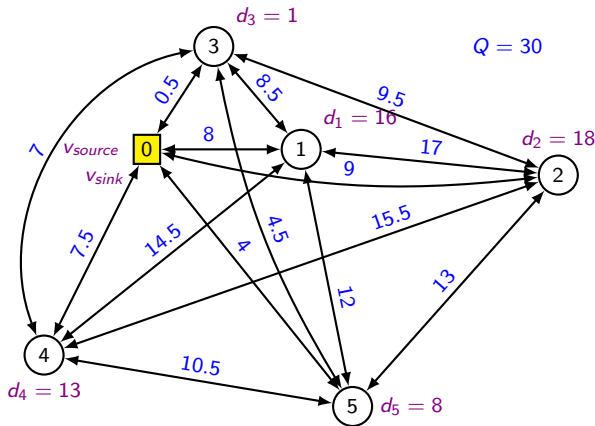 d₃ = 1
3
Q = 30
0.5
8.5
9.5
d₁ = 16
7
v_source
0
8
1
17
d₂ = 18
v_sink
9
2
7.5
14.5
4
4.5
15.5
12
13
4
10.5
d₄ = 13
5
d₅ = 8